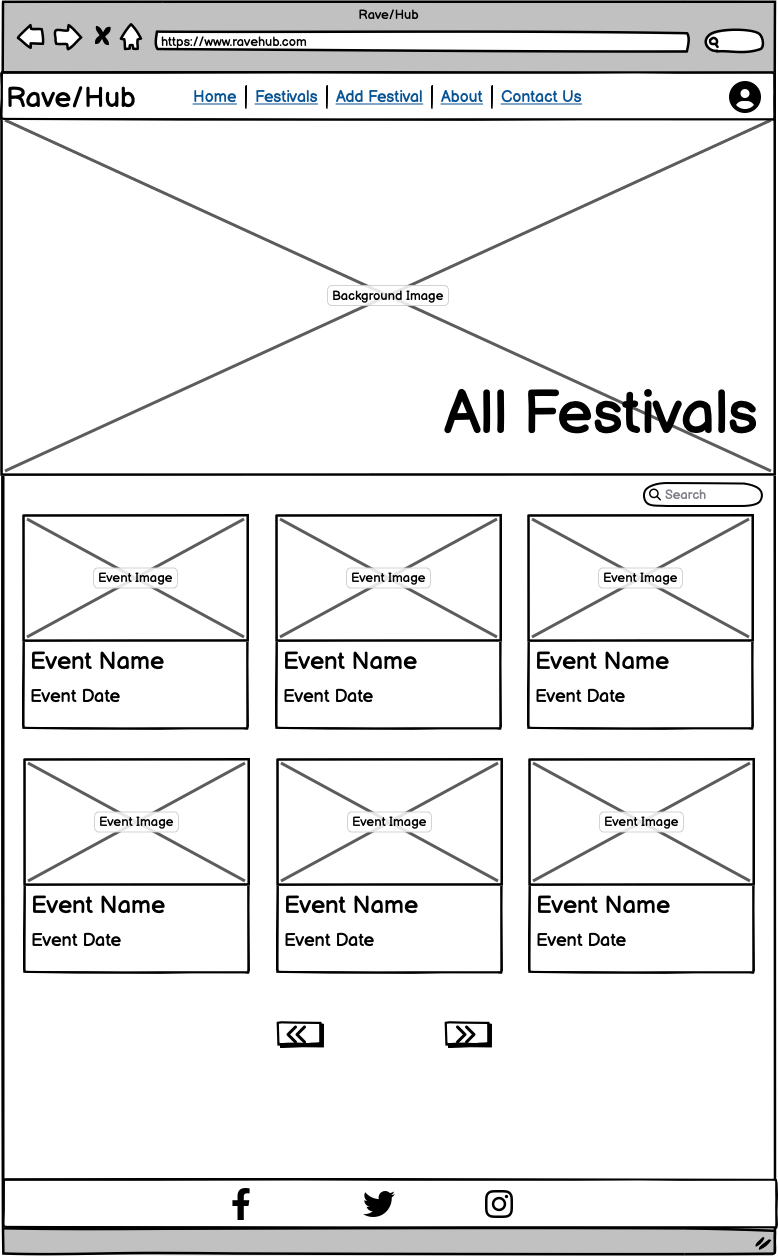 Rave/Hub
https://www.ravehub.com
Rave/Hub Home Festivals Add Festival About Contact Us
Background Image
All Festivals
Search
Event Image Event Image Event Image
Event Name Event Name Event Name
Event Date Event Date Event Date
Event Image Event Image Event Image
Event Name Event Name Event Name
Event Date Event Date Event Date